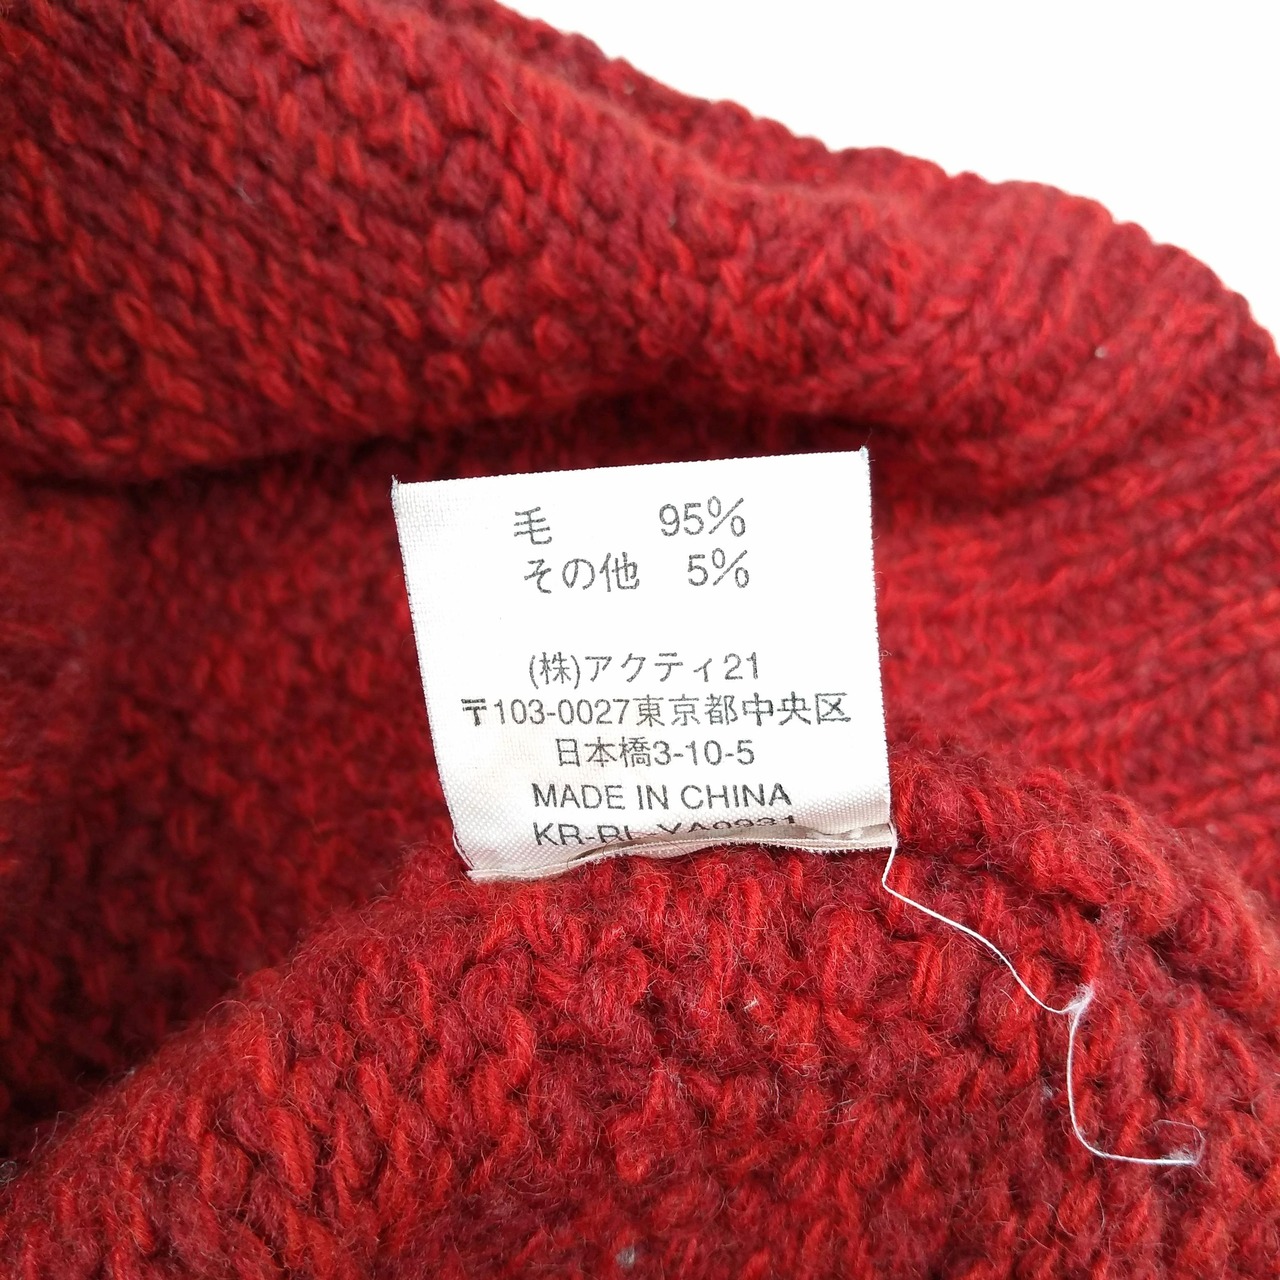 毛 95%
その他 5%
(株)アクティ21
〒103-0027東京都中央区
日本橋3-10-5
MADE IN CHINA